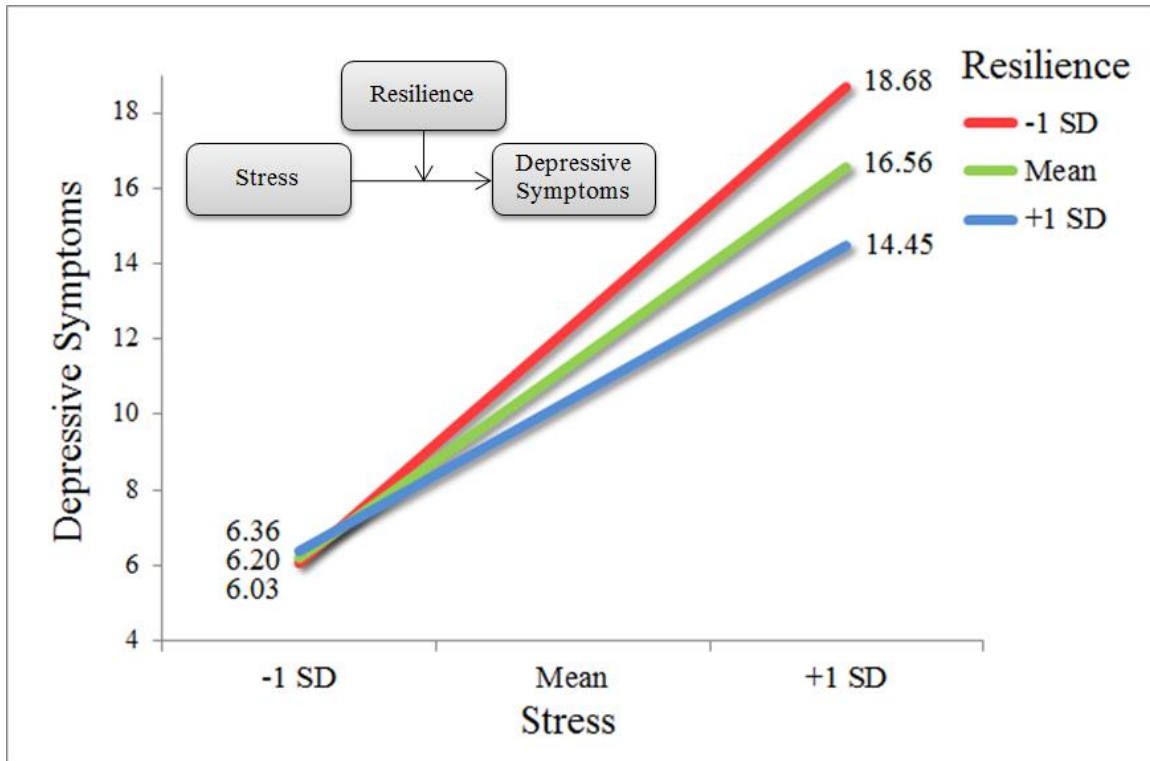 Resilience
Stress
Depressive
Symptoms
Resilience
-1 SD
Mean
+1 SD
Depressive Symptoms
18
16
14
12
10
8
6
4
18.68
16.56
14.45
6.36
6.20
6.03
-1 SD
Mean
+1 SD
Stress